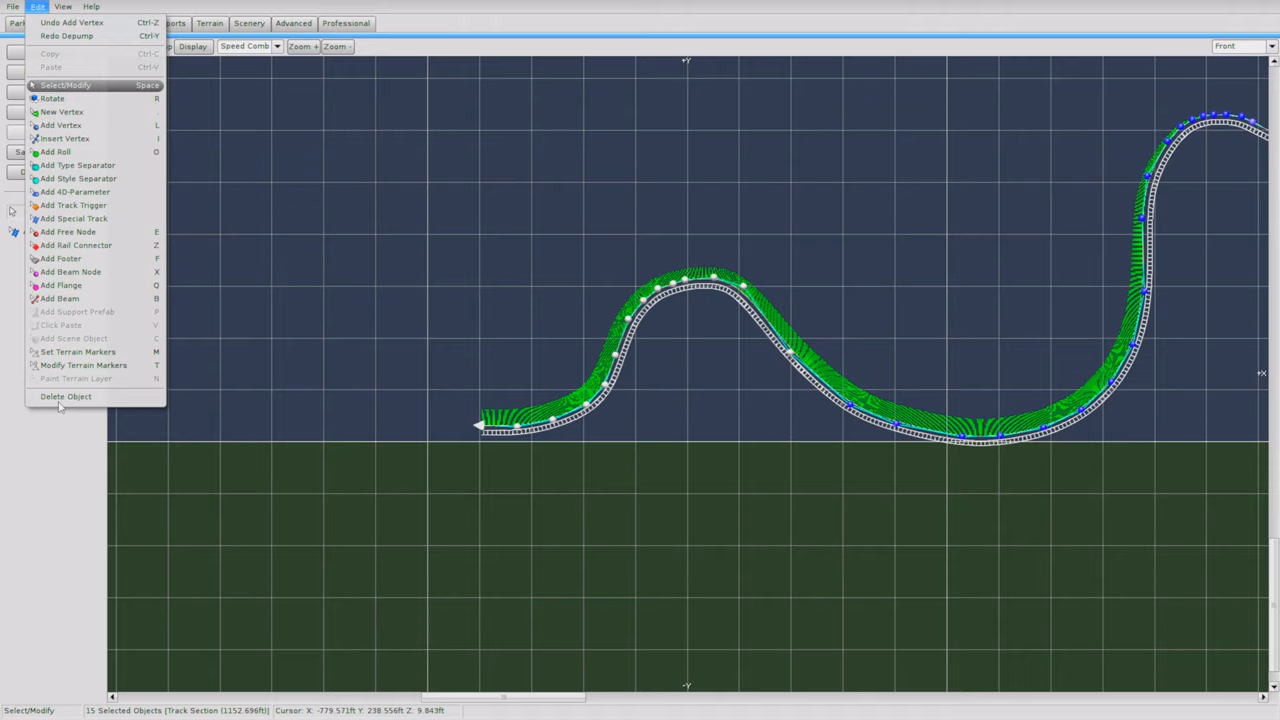 File Edit View Help
Park ports Terrain Scenery Advanced Professional
Display Speed Comb Zoom + Zoom - Front
Undo Add Vertex Ctrl-Z
Redo Depump Ctrl-Y
Copy Ctrl-C
Paste Ctrl-V
Select/Modify Space
Rotate R
New Vertex .
Add Vertex L
Insert Vertex I
Add Roll O
Add Type Separator
Add Style Separator
Add 4D-Parameter
Add Track Trigger
Add Special Track
Add Free Node E
Add Rail Connector Z
Add Footer F
Add Beam Node X
Add Flange Q
Add Beam B
Add Support Prefab P
Click Paste V
Add Scene Object C
Set Terrain Markers M
Modify Terrain Markers T
Paint Terrain Layer N
Delete Object
+Y
+X
-Y
Select/Modify 15 Selected Objects [Track Section (1152.696ft)] Cursor: X: -779.571ft Y: 238.556ft Z: 9.843ft